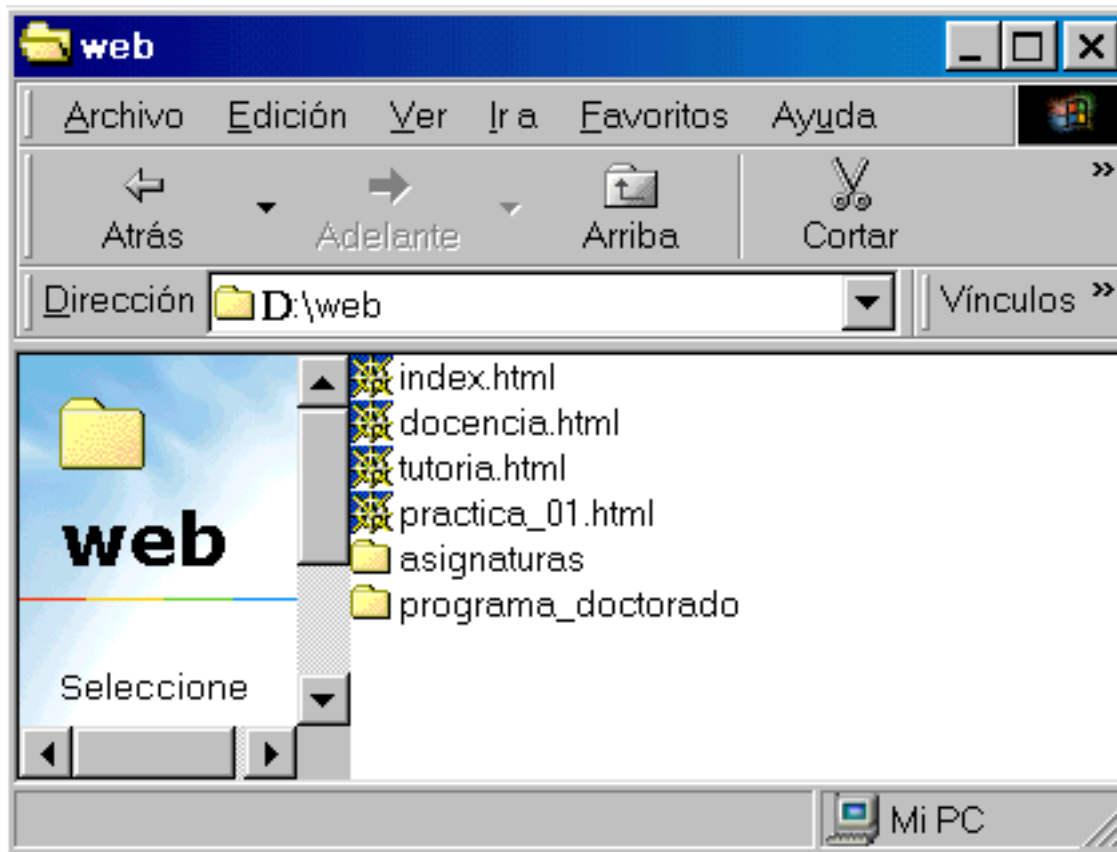 web
Archivo Edición Ver Ir a Favoritos Ayuda »
Atrás Adelante Arriba Cortar
Dirección D:\web Vínculos »
index.html
docencia.html
tutoria.html
practica_01.html
asignaturas
programa_doctorado
web
Seleccione
Mi PC